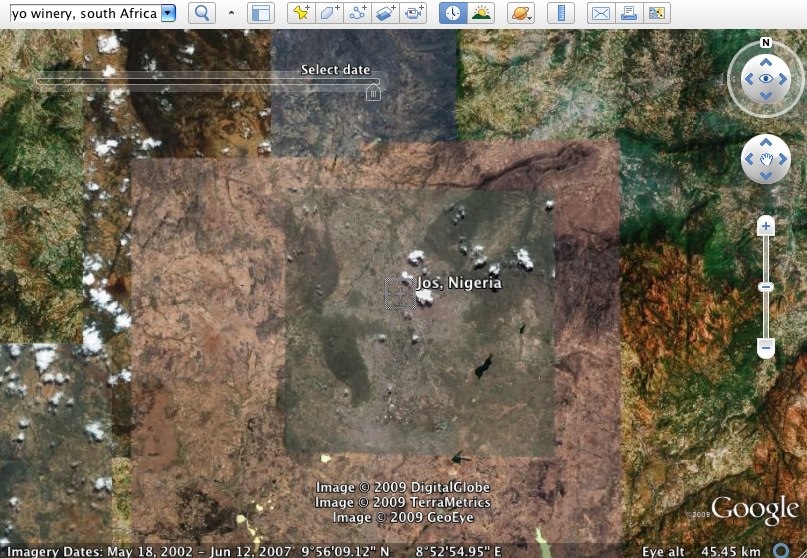 yo winery, south Africa
Select date
N
Jos, Nigeria
Image © 2009 DigitalGlobe
Image © 2009 TerraMetrics
Image © 2009 GeoEye
©2009 Google
Imagery Dates: May 18, 2002 – Jun 12, 2007 9°56'09.12" N 8°52'54.95" E Eye alt 45.45 km